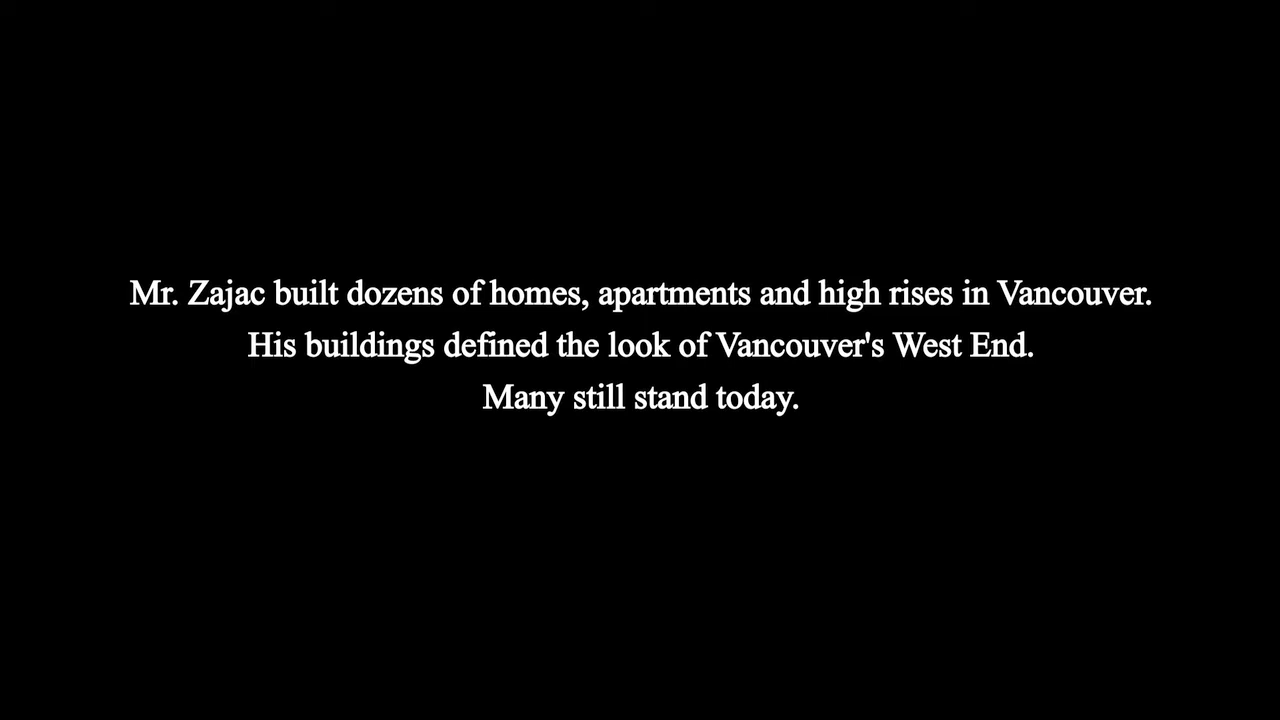 Mr. Zajac built dozens of homes, apartments and high rises in Vancouver.
His buildings defined the look of Vancouver's West End.
Many still stand today.